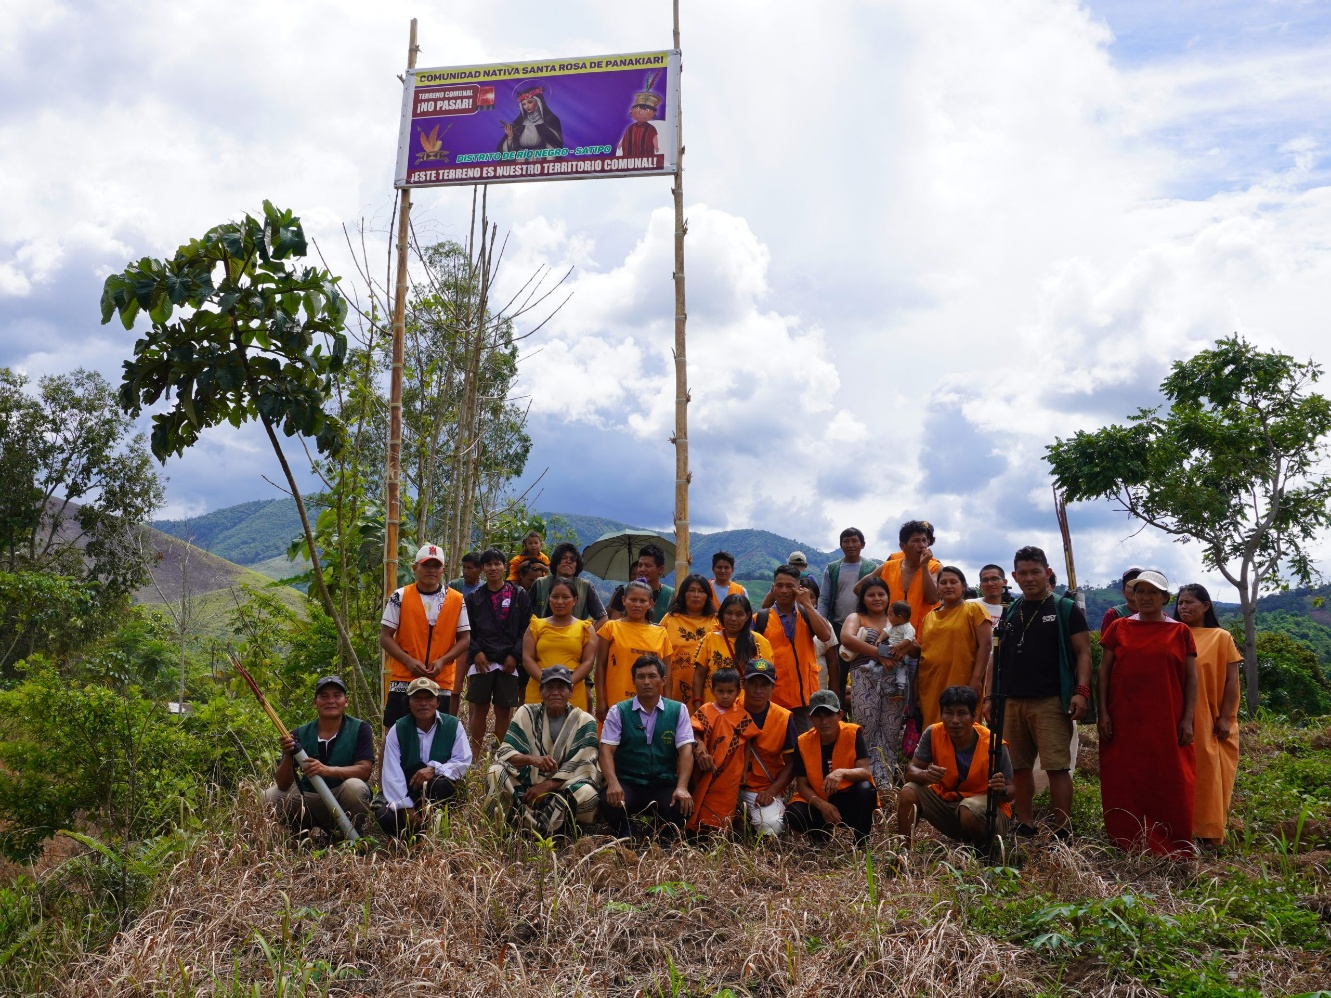 COMUNIDAD NATIVA SANTA ROSA DE PANAKIARI
TERRENO COMUNAL
¡NO PASAR!
DISTRITO DE RÍO NEGRO - SATIPO
¡ESTE TERRENO ES NUESTRO TERRITORIO COMUNAL!